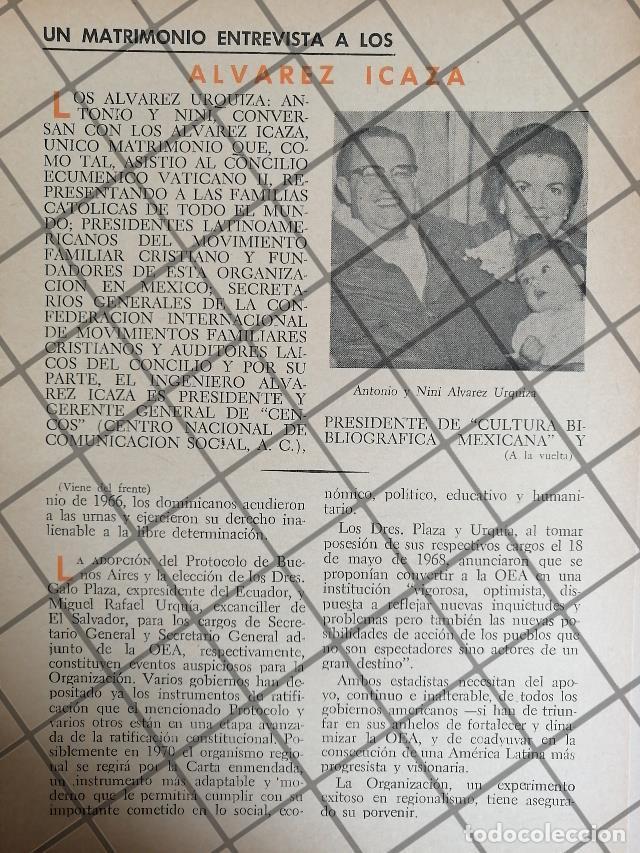 UN MATRIMONIO ENTREVISTA A LOS
ALVAREZ ICAZA
LOS ALVAREZ URQUIZA: AN-
TONIO Y NINI, CONVER-
SAN CON LOS ALVAREZ ICAZA,
UNICO MATRIMONIO QUE, CO-
MO TAL, ASISTIO AL CONCILIO
ECUMENICO VATICANO II, RE-
PRESENTANDO A LAS FAMILIAS
CATOLICAS DE TODO EL MUN-
DO; PRESIDENTES LATINOAME-
RICANOS DEL MOVIMIENTO
FAMILIAR CRISTIANO Y FUN-
DADORES DE ESTA ORGANIZA-
CION EN MEXICO; SECRETA-
RIOS GENERALES DE LA CON-
FEDERACION INTERNACIONAL
DE MOVIMIENTOS FAMILIARES
CRISTIANOS Y AUDITORES LAI-
COS DEL CONCILIO Y POR SU
PARTE, EL INGENIERO ALVA-
REZ ICAZA ES PRESIDENTE Y
GERENTE GENERAL DE "CEN-
COS" (CENTRO NACIONAL DE
COMUNICACION SOCIAL, A. C.),
Antonio y Nini Alvarez Urquiza
PRESIDENTE DE "CULTURA BI-
BLIOGRAFICA MEXICANA" Y
(A la vuelta)
(Viene del frente)
nio de 1966, los dominicanos acudieron
a las urnas y ejercieron su derecho ina-
lienable a la libre determinación.
LA ADOPCIÓN del Protocolo de Bue-
nos Aires y la elección de los Dres.
Galo Plaza, expresidente del Ecuador, y
Miguel Rafael Urquía, excanciller de
El Salvador, para los cargos de Secre-
tario General y Secretario General ad-
junto de la OEA, respectivamente,
constituyen eventos auspiciosos para la
Organización. Varios gobiernos han de-
positado ya los instrumentos de ratifi-
cación que el mencionado Protocolo y
varios otros están en una etapa avanza-
da de la ratificación constitucional. Po-
siblemente en 1970 el organismo regio-
nal se regirá por la Carta enmendada,
un instrumento más adaptable y mo-
derno que le permitirá cumplir con su
importante cometido en lo social, eco-
nómico, político, educativo y humani-
tario.
Los Dres. Plaza y Urquía, al tomar
posesión de sus respectivos cargos el 18
de mayo de 1968, anunciaron que se
proponían convertir a la OEA en una
institución "vigorosa, optimista, dis-
puesta a reflejar nuevas inquietudes y
problemas pero también las nuevas po-
sibilidades de acción de los pueblos que
no son espectadores sino actores de un
gran destino".
Ambos estadistas necesitan del apo-
yo, continuo e inalterable, de todos los
gobiernos americanos —si han de triun-
far en sus anhelos de fortalecer y dina-
mizar la OEA, y de coadyuvar en la
consecución de una América Latina más
progresista y visionaria.
La Organización, un experimento
exitoso en regionalismo, tiene asegura-
do su porvenir.
todocoleccion